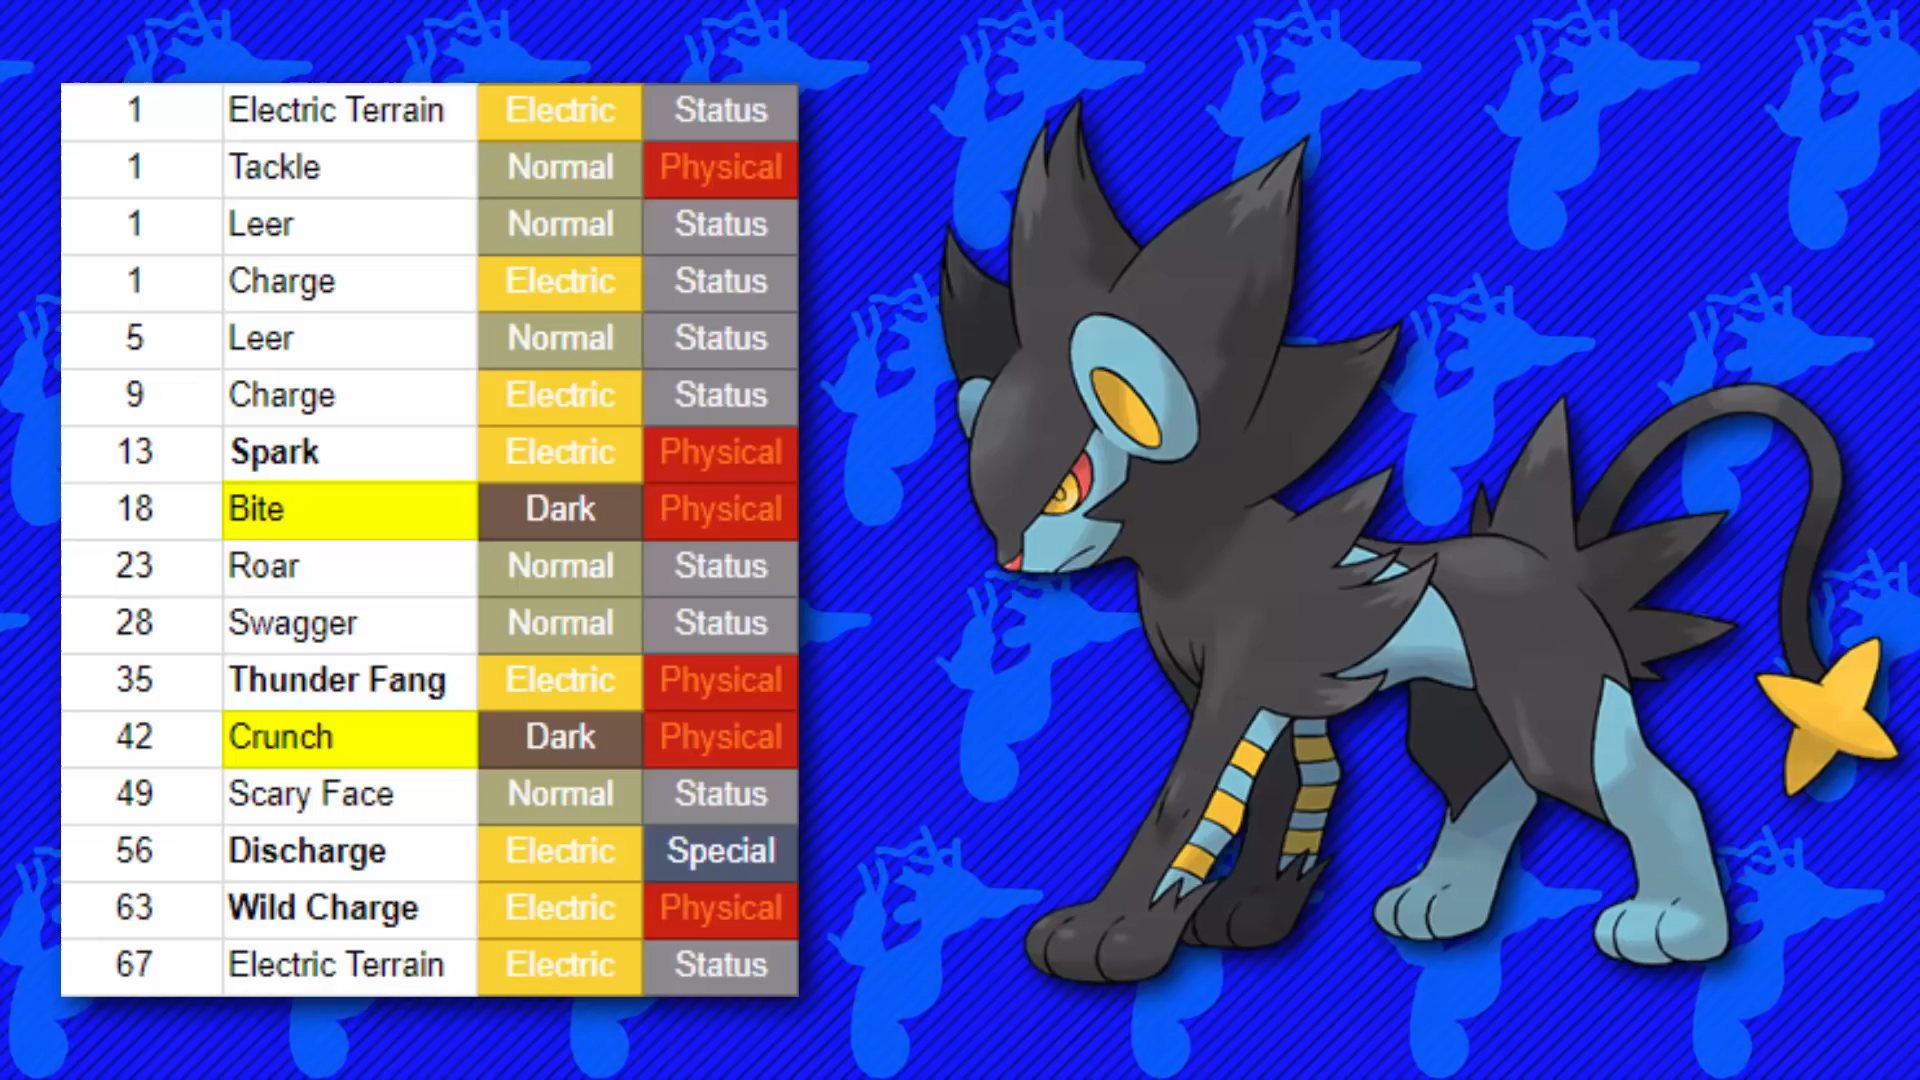 1 Electric Terrain Electric Status
1 Tackle Normal Physical
1 Leer Normal Status
1 Charge Electric Status
5 Leer Normal Status
9 Charge Electric Status
13 Spark Electric Physical
18 Bite Dark Physical
23 Roar Normal Status
28 Swagger Normal Status
35 Thunder Fang Electric Physical
42 Crunch Dark Physical
49 Scary Face Normal Status
56 Discharge Electric Special
63 Wild Charge Electric Physical
67 Electric Terrain Electric Status